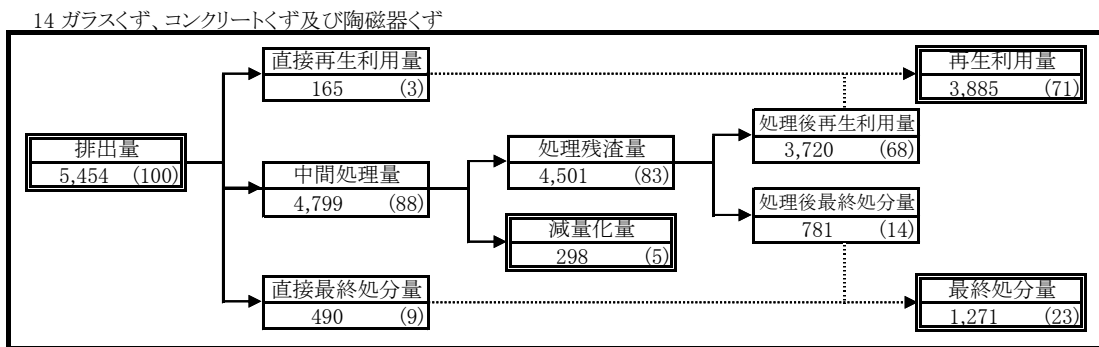 14 ガラスくず、コンクリートくず及び陶磁器くず
直接再生利用量
165 (3)
再生利用量
3,885 (71)
処理後再生利用量
3,720 (68)
排出量
5,454 (100)
処理残渣量
4,501 (83)
中間処理量
4,799 (88)
処理後最終処分量
781 (14)
減量化量
298 (5)
直接最終処分量
490 (9)
最終処分量
1,271 (23)